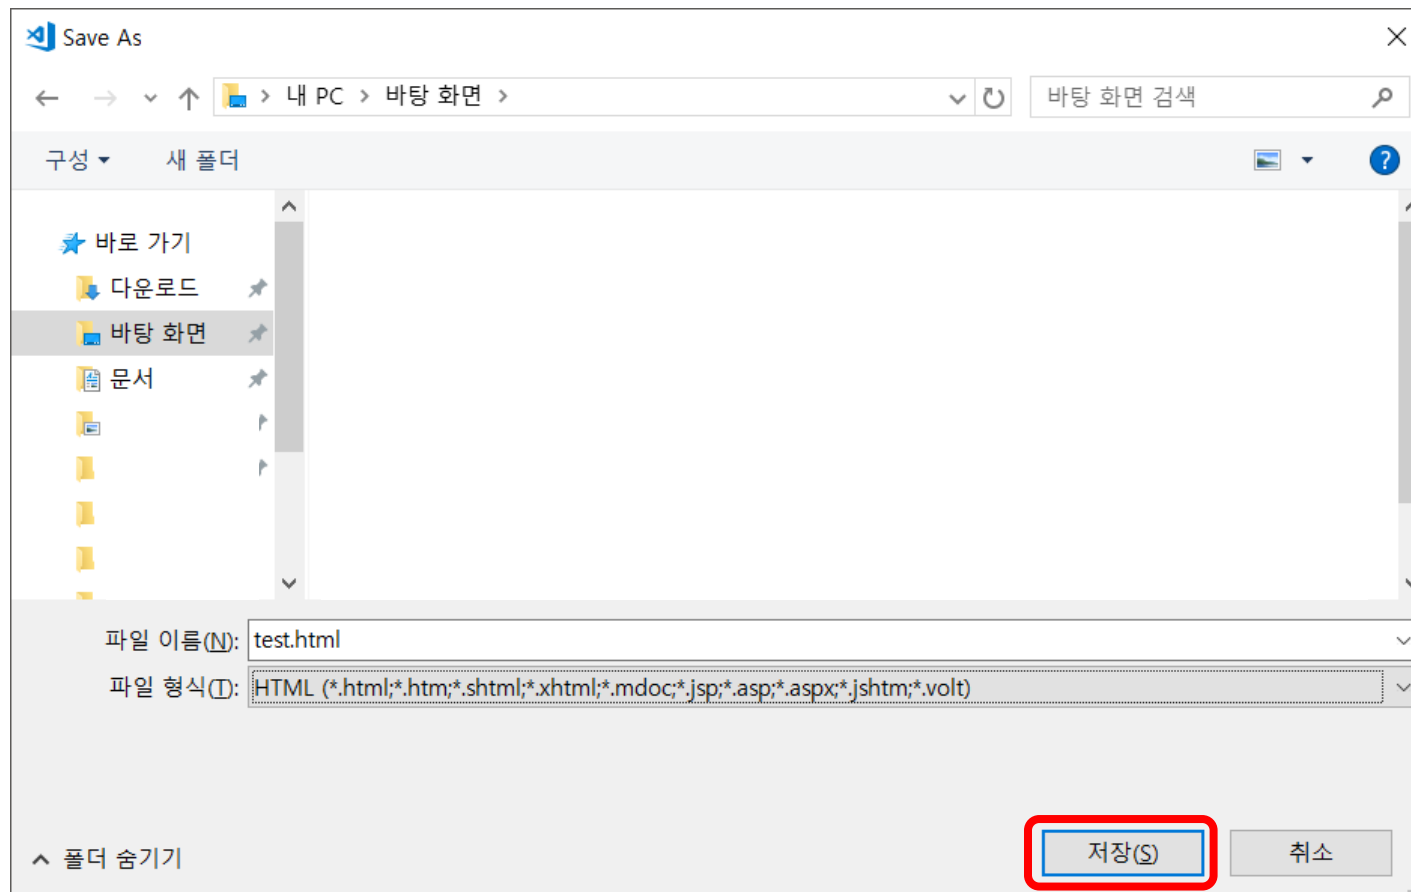 Save As
내 PC > 바탕 화면 >
바탕 화면 검색
구성
새 폴더
바로 가기
다운로드
바탕 화면
문서
파일 이름(N):
test.html
파일 형식(T):
HTML (*.html;*.htm;*.shtml;*.xhtml;*.mdoc;*.jsp;*.asp;*.aspx;*.jshtm;*.volt)
폴더 숨기기
저장(S)
취소